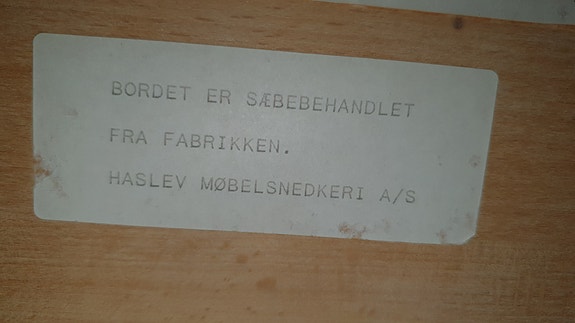 BORDET ER SÆBEBEHANDLET
FRA FABRIKKEN.
HASLEV MØBELSNEDKERI A/S